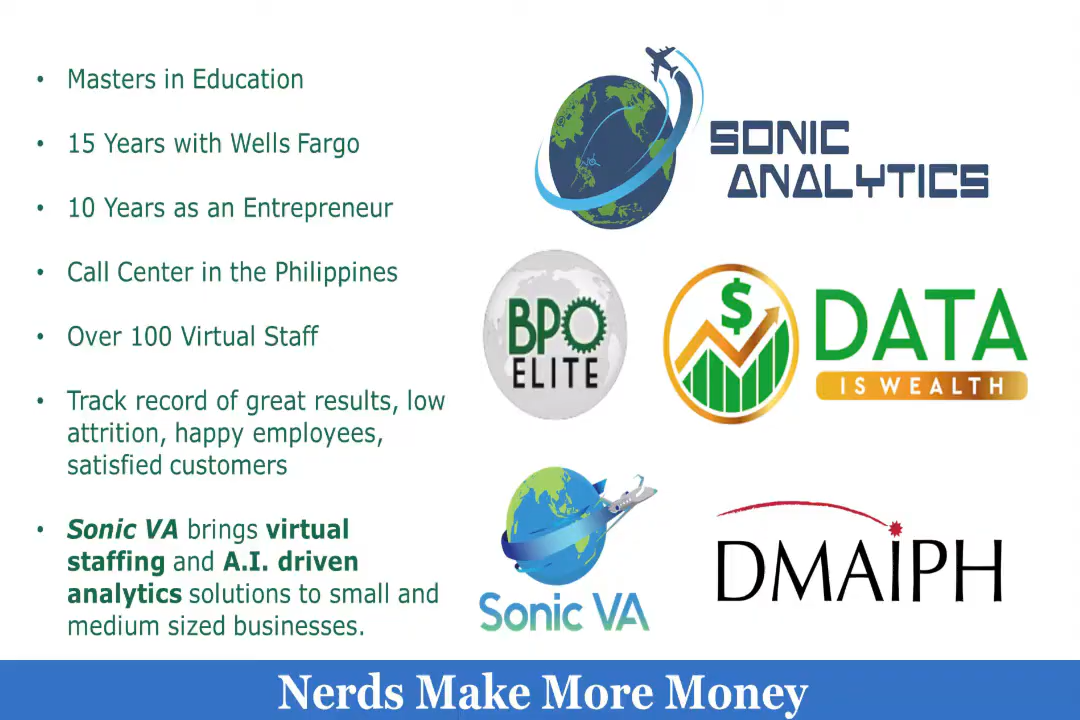 • Masters in Education
• 15 Years with Wells Fargo
• 10 Years as an Entrepreneur
• Call Center in the Philippines
• Over 100 Virtual Staff
• Track record of great results, low
attrition, happy employees,
satisfied customers
• Sonic VA brings virtual
staffing and A.I. driven
analytics solutions to small and
medium sized businesses.
SONIC
ANALYTICS
BPO
ELITE
$
DATA
IS WEALTH
Sonic VA
DMAIPH
Nerds Make More Money